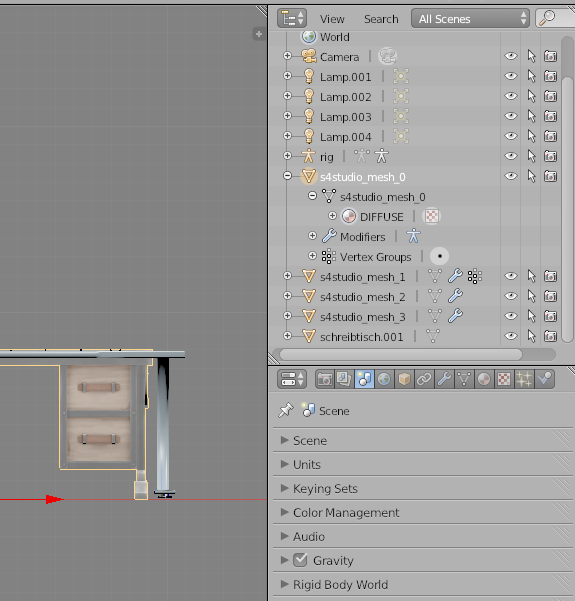 View Search All Scenes
World
Camera
Lamp.001
Lamp.002
Lamp.003
Lamp.004
rig
s4studio_mesh_0
s4studio_mesh_0
DIFFUSE
Modifiers
Vertex Groups
s4studio_mesh_1
s4studio_mesh_2
s4studio_mesh_3
schreibtisch.001
Scene
Scene
Units
Keying Sets
Color Management
Audio
Gravity
Rigid Body World